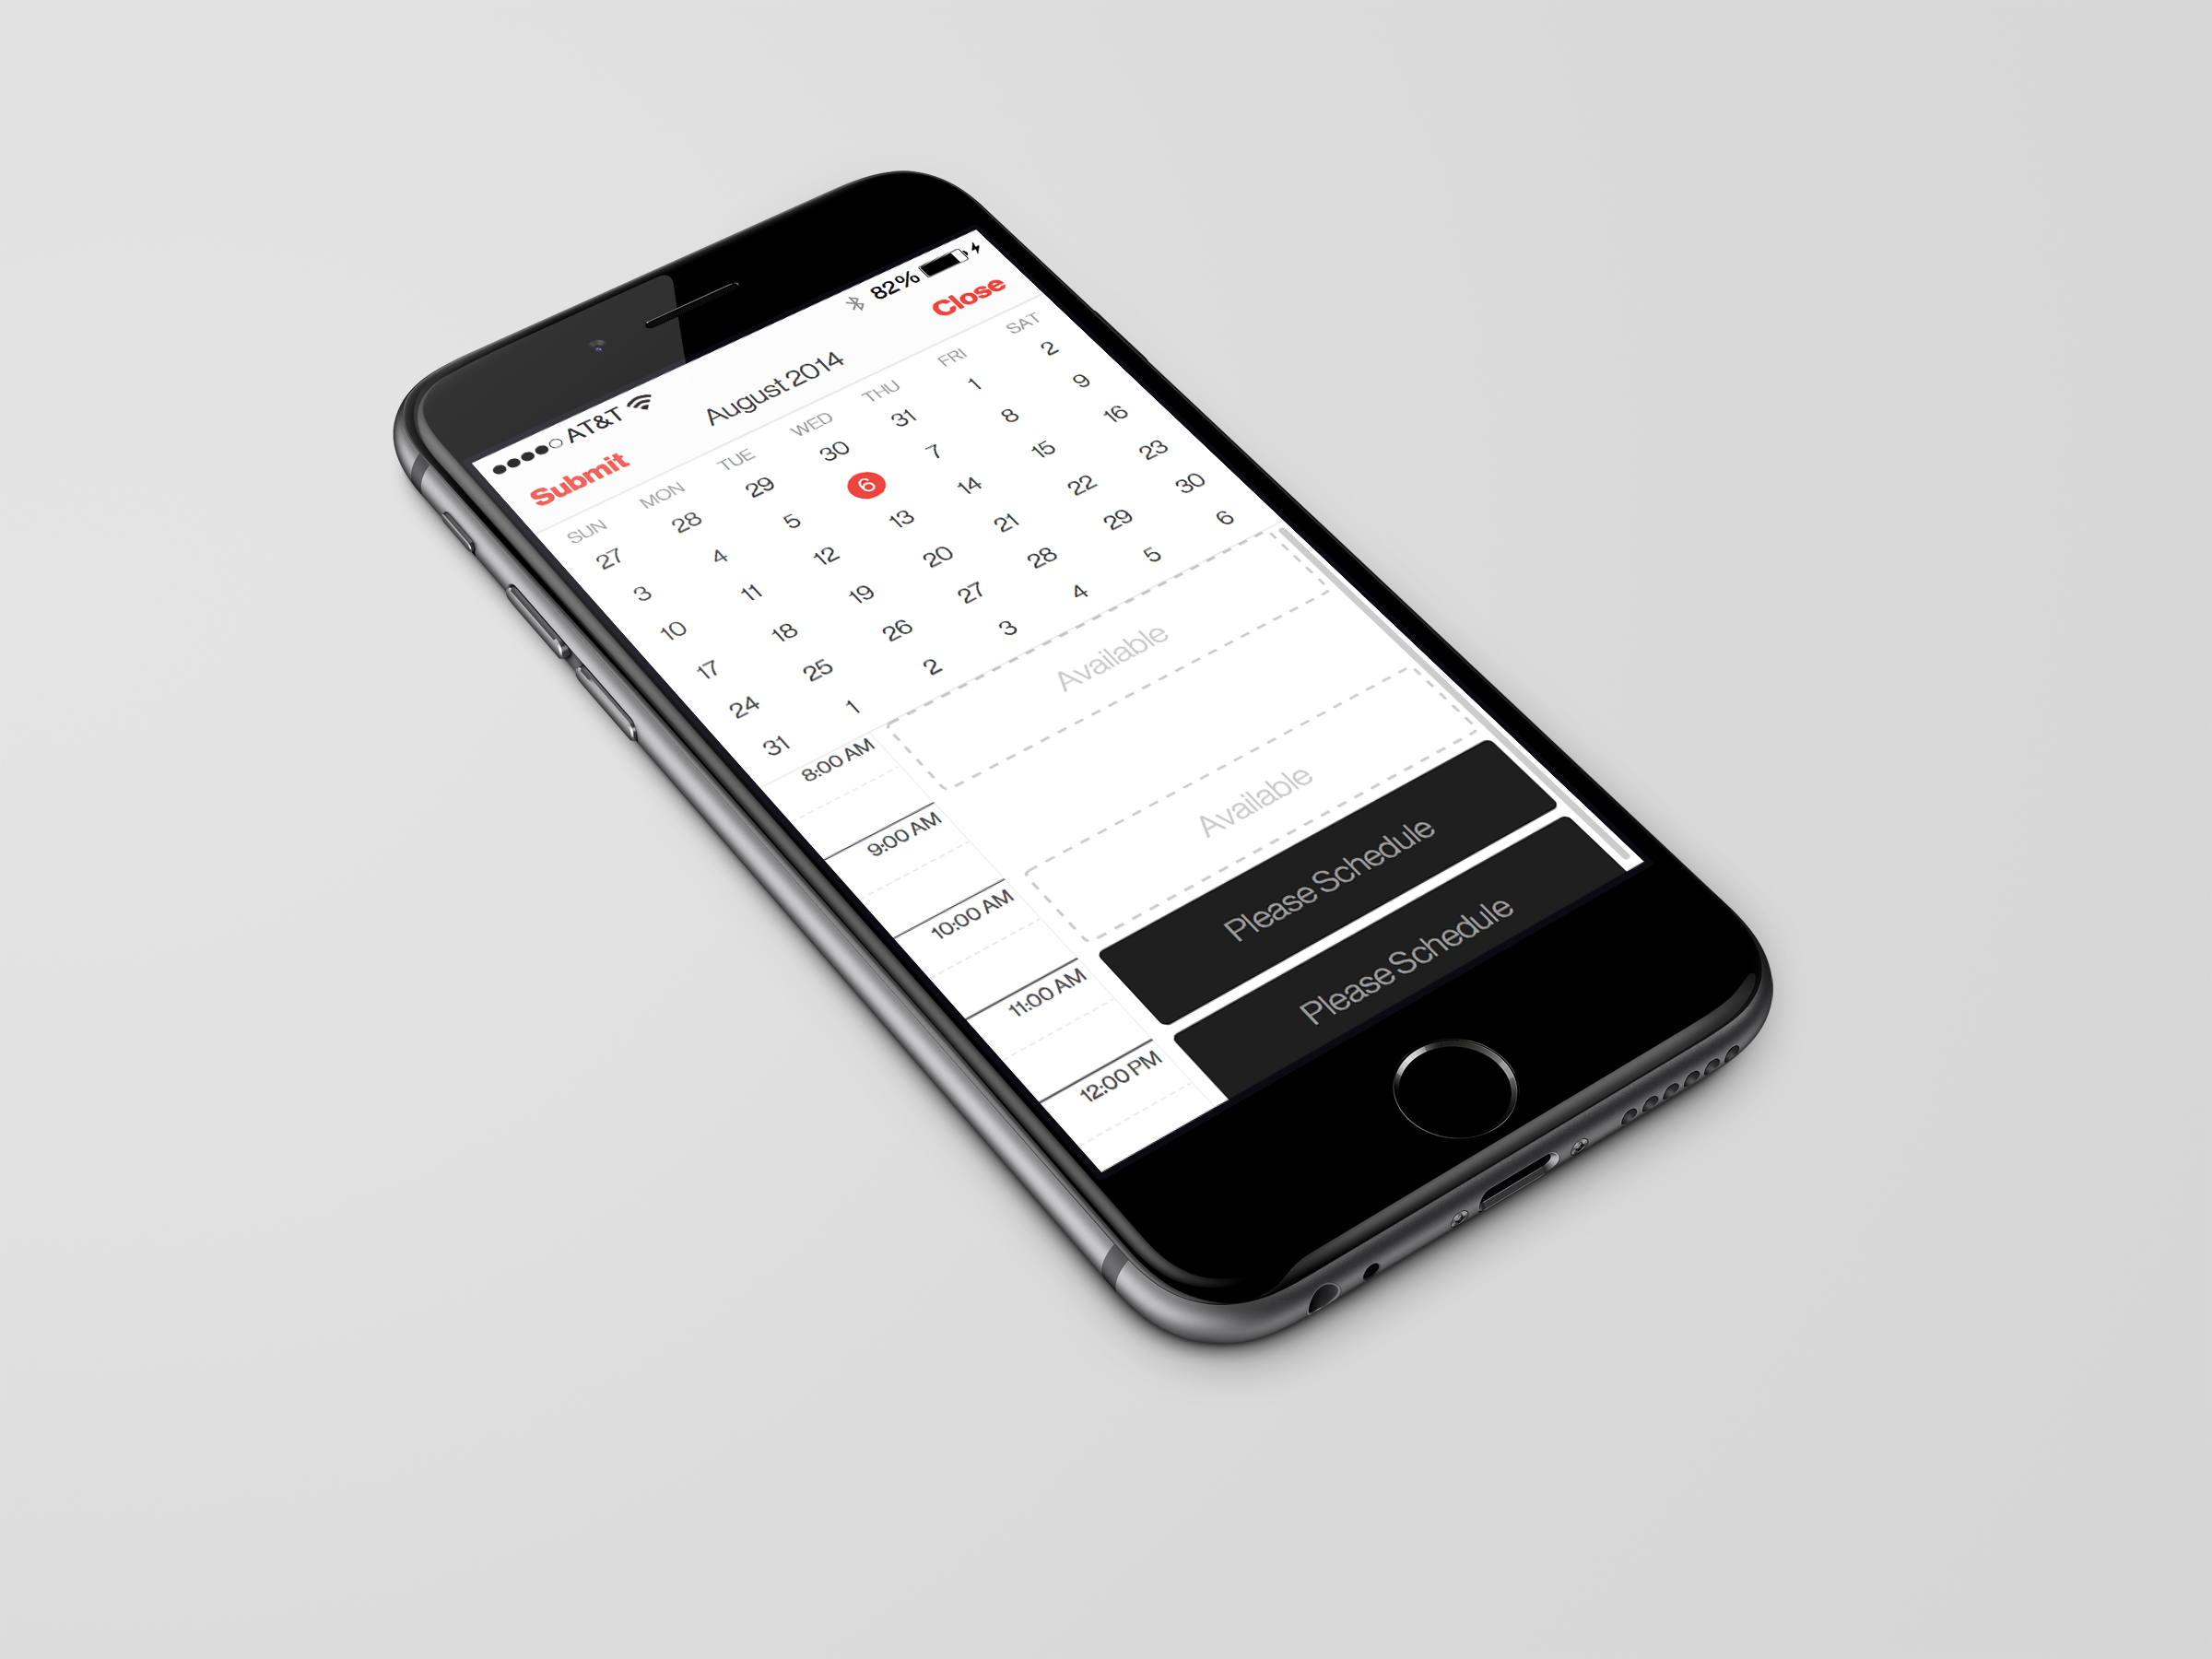 AT&T 82%
Submit August 2014 Close
SUN MON TUE WED THU FRI SAT
27 28 29 30 31 1 2
3 4 5 6 7 8 9
10 11 12 13 14 15 16
17 18 19 20 21 22 23
24 25 26 27 28 29 30
31 1 2 3 4 5 6
8:00 AM
Available
9:00 AM
10:00 AM
Available
11:00 AM
Please Schedule
12:00 PM
Please Schedule